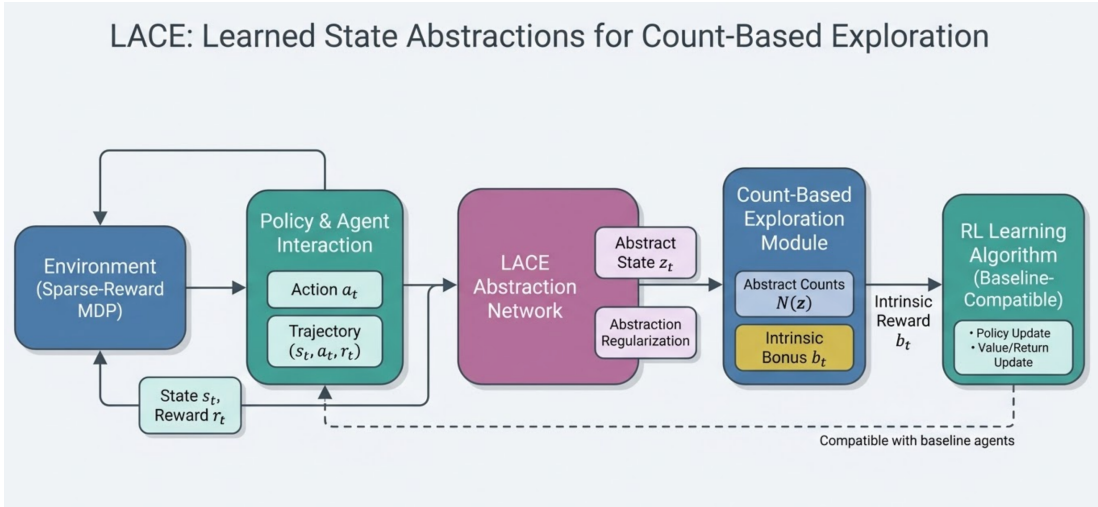 LACE: Learned State Abstractions for Count-Based Exploration
Environment
(Sparse-Reward
MDP)
State s_t,
Reward r_t
Policy & Agent
Interaction
Action a_t
Trajectory
(s_t, a_t, r_t)
LACE
Abstraction
Network
Abstract
State z_t
Abstraction
Regularization
Count-Based
Exploration
Module
Abstract Counts
N(z)
Intrinsic
Bonus b_t
Intrinsic
Reward
b_t
RL Learning
Algorithm
(Baseline-
Compatible)
• Policy Update
• Value/Return
Update
Compatible with baseline agents